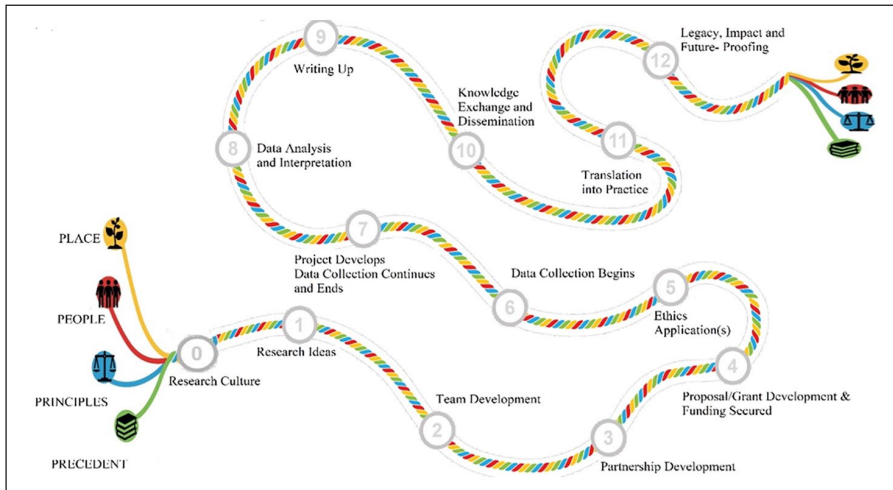 PLACE
PEOPLE
PRINCIPLES
PRECEDENT
0
Research Culture
1
Research Ideas
2
Team Development
3
Partnership Development
4
Proposal/Grant Development &
Funding Secured
5
Ethics
Application(s)
6
Data Collection Begins
7
Project Develops
Data Collection Continues
and Ends
8
Data Analysis
and Interpretation
9
Writing Up
10
Knowledge
Exchange and
Dissemination
11
Translation
into Practice
12
Legacy, Impact and
Future- Proofing